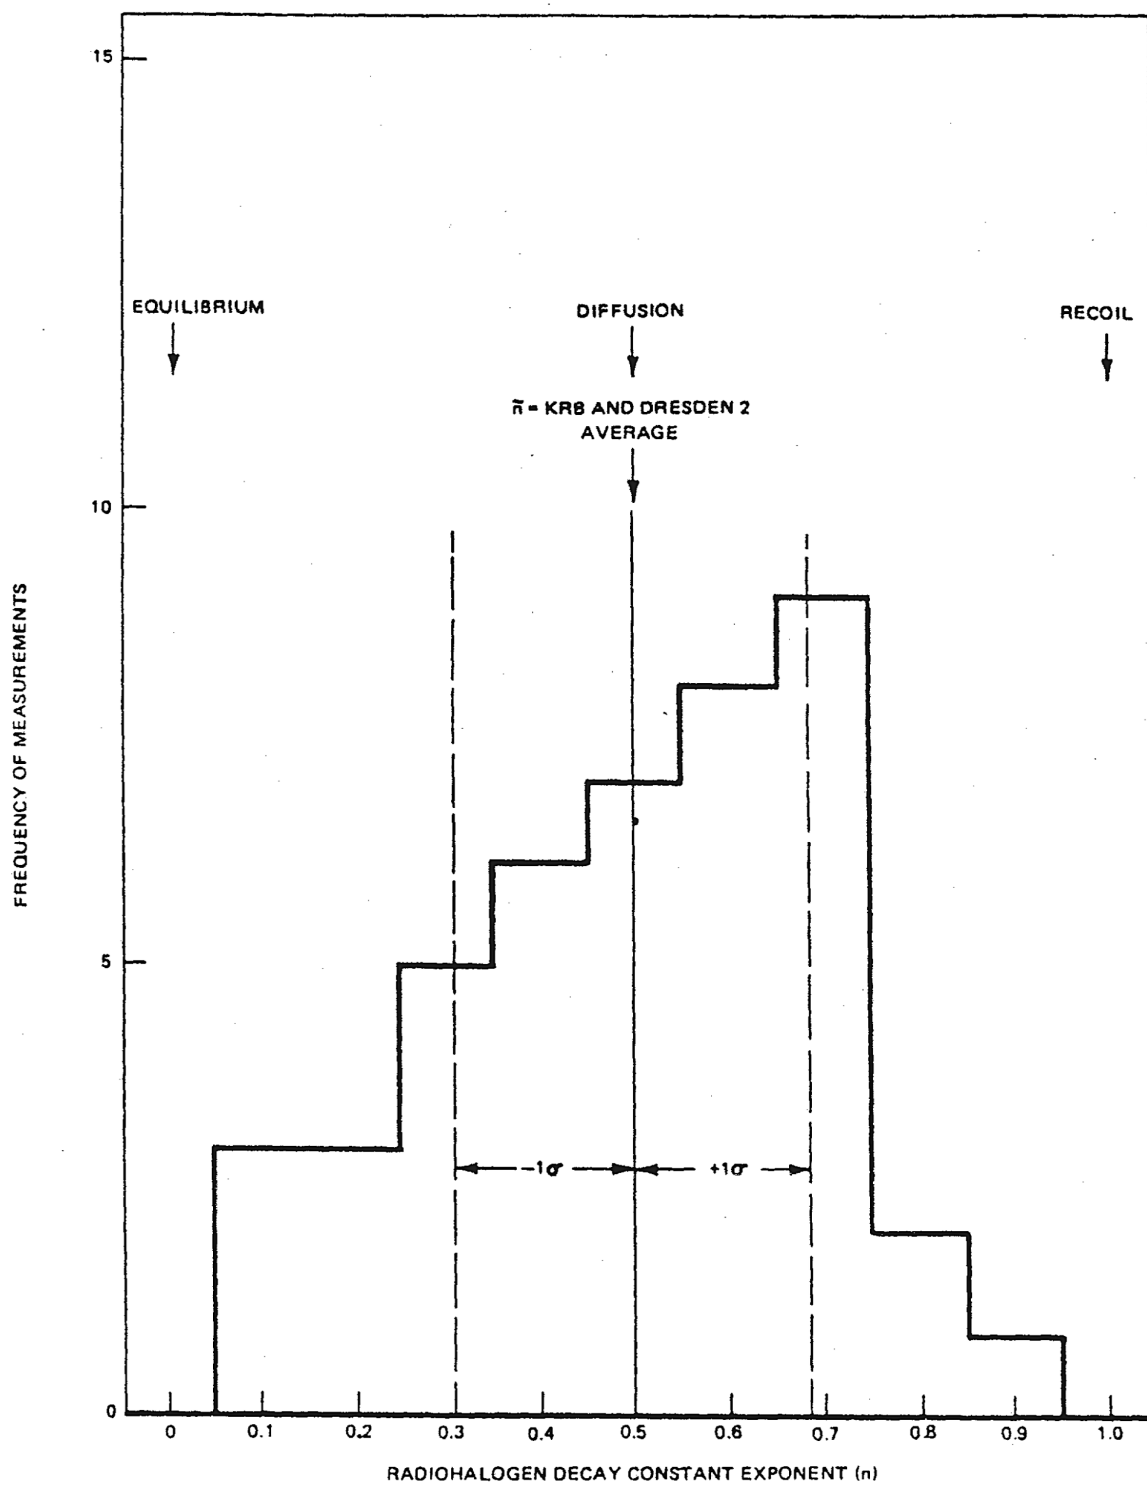 15
EQUILIBRIUM
DIFFUSION
RECOIL
n̄ = KRB AND DRESDEN 2
AVERAGE
10
FREQUENCY OF MEASUREMENTS
5
-1σ
+1σ
0
0 0.1 0.2 0.3 0.4 0.5 0.6 0.7 0.8 0.9 1.0
RADIOHALOGEN DECAY CONSTANT EXPONENT (n)